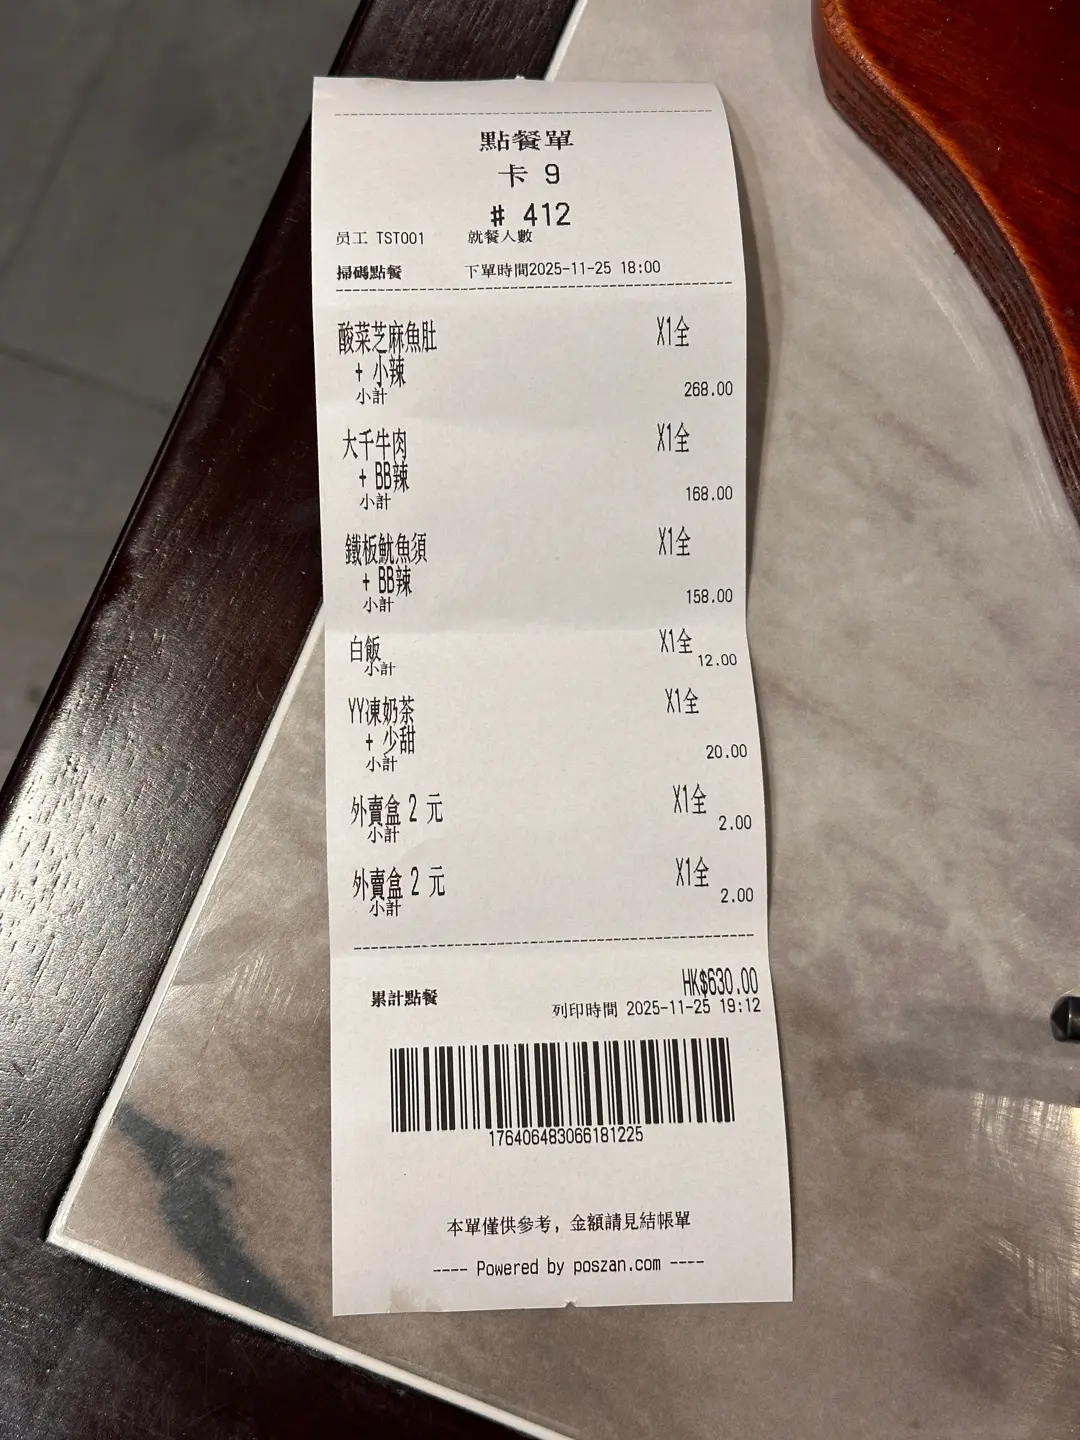 點餐單
卡 9
# 412
员工 TST001 就餐人數
掃碼點餐 下單時間2025-11-25 18:00
酸菜芝麻魚肚 X1全
+ 小辣
小計 268.00
大千牛肉 X1全
+ BB辣
小計 168.00
鐵板魷魚須 X1全
+ BB辣
小計 158.00
白飯 X1全
小計 12.00
YY凍奶茶 X1全
+ 少甜
小計 20.00
外賣盒 2 元 X1全
小計 2.00
外賣盒 2 元 X1全
小計 2.00
累計點餐 HK$630.00
列印時間 2025-11-25 19:12
176406483066181225
本單僅供參考，金額請見結帳單
---- Powered by poszan.com ----